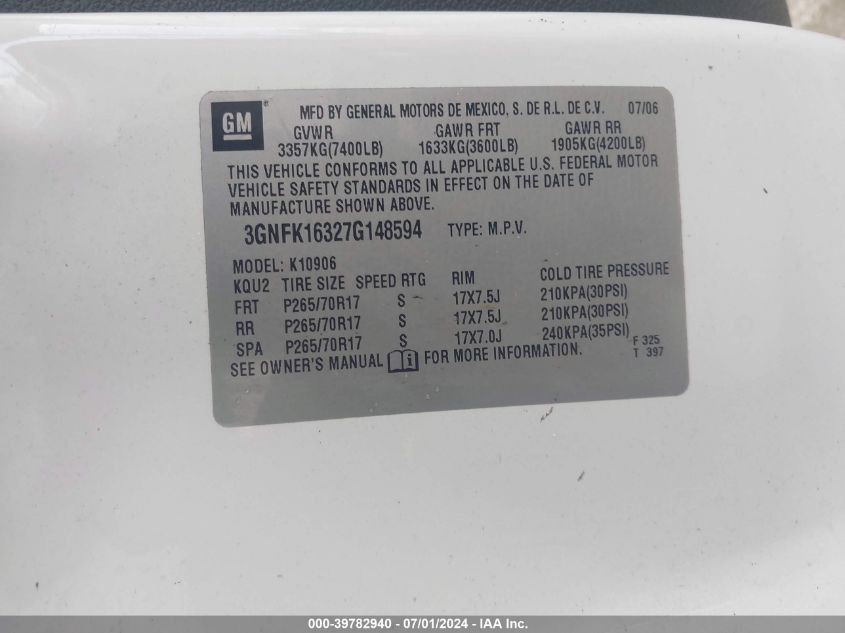 GM® MFD BY GENERAL MOTORS DE MEXICO, S. DE R.L. DE C.V. 07/06
GVWR GAWR FRT GAWR RR
3357KG(7400LB) 1633KG(3600LB) 1905KG(4200LB)
THIS VEHICLE CONFORMS TO ALL APPLICABLE U.S. FEDERAL MOTOR
VEHICLE SAFETY STANDARDS IN EFFECT ON THE DATE OF
MANUFACTURE SHOWN ABOVE.
3GNFK16327G148594 TYPE: M.P.V.
MODEL: K10906
KQU2 TIRE SIZE SPEED RTG RIM COLD TIRE PRESSURE
FRT P265/70R17 S 17X7.5J 210KPA(30PSI)
RR P265/70R17 S 17X7.5J 210KPA(30PSI)
SPA P265/70R17 S 17X7.0J 240KPA(35PSI) F 325
SEE OWNER'S MANUAL i FOR MORE INFORMATION. T 397
000-39782940 - 07/01/2024 - IAA Inc.